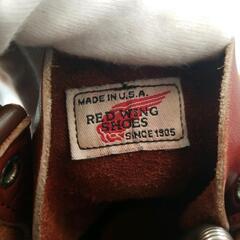 MADE IN U.S.A.
RED WING
SHOES
SINCE 1905